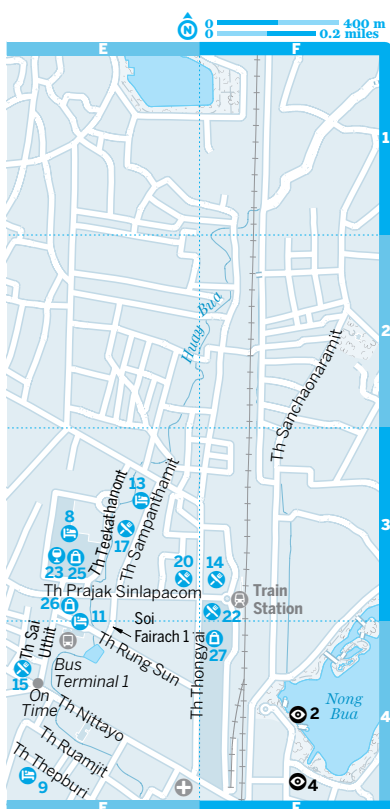 N
0 400 m
0 0.2 miles
E F
1
Huay Bua
2
Th Sanchaonaramit
Th Teekathanont
13
Th Sampanthamit
8
17
3
23 25
20 14
Th Prajak Sinlapacom
Train
Station
26
11
22
Soi
Fairach 1
27
Th Sai
Uthit
Th Rung Sun
Th Thongyai
Bus
Terminal 1
15
On
Time
Th Nittayo
Nong
Bua
2
4
Th Ruamjit
Th Thepburi
9
4
E F